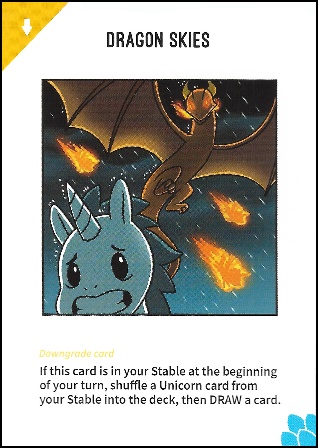 DRAGON SKIES
Downgrade card
If this card is in your Stable at the beginning
of your turn, shuffle a Unicorn card from
your Stable into the deck, then DRAW a card.